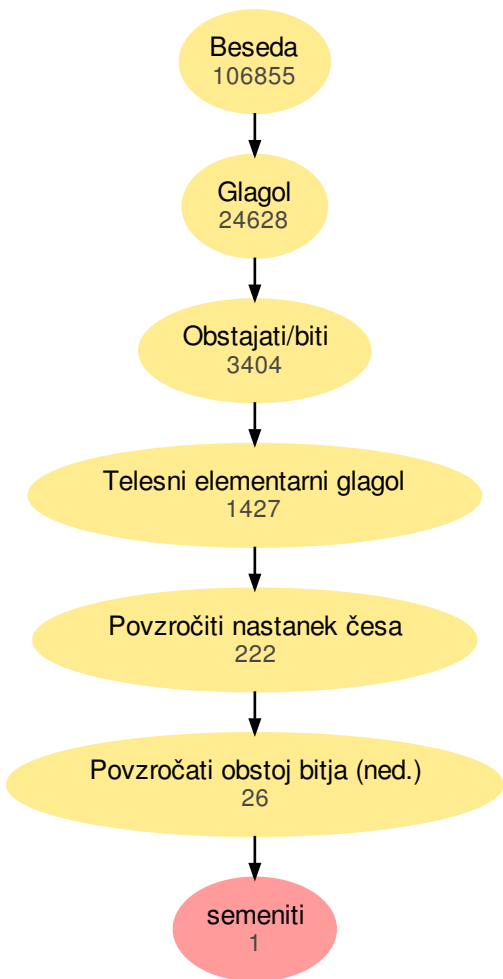 Beseda
106855
Glagol
24628
Obstajati/biti
3404
Telesni elementarni glagol
1427
Povzročiti nastanek česa
222
Povzročati obstoj bitja (ned.)
26
semeniti
1